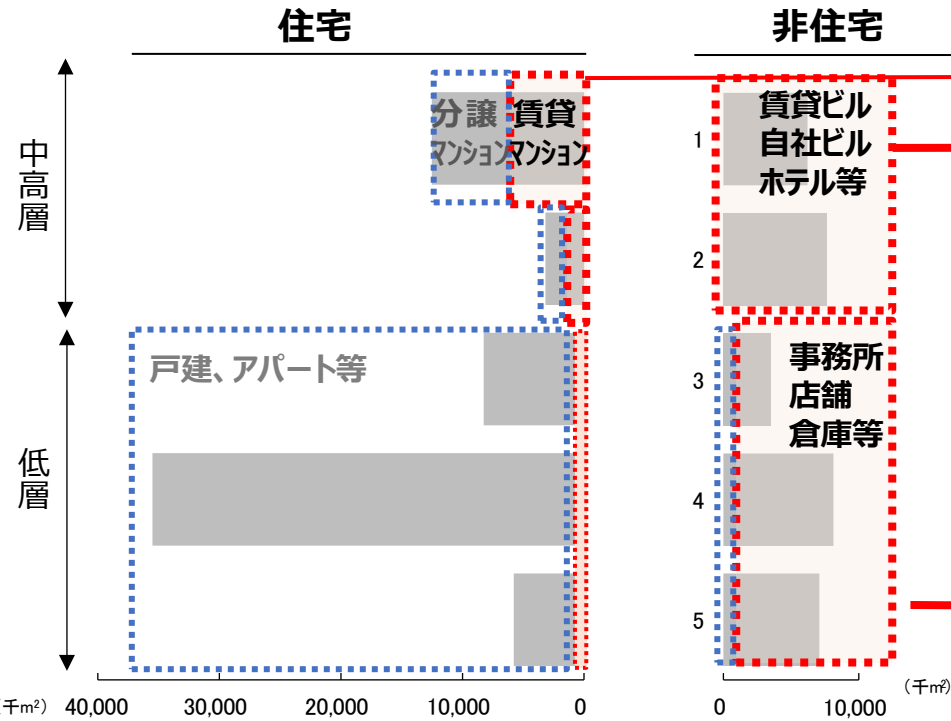 住宅
非住宅
中高層
分譲
マンション
賃貸
マンション
1
賃貸ビル
自社ビル
ホテル等
2
低層
戸建、アパート等
3
事務所
店舗
倉庫等
4
5
千m²)
40,000
30,000
20,000
10,000
0
0
10,000
(千㎡)